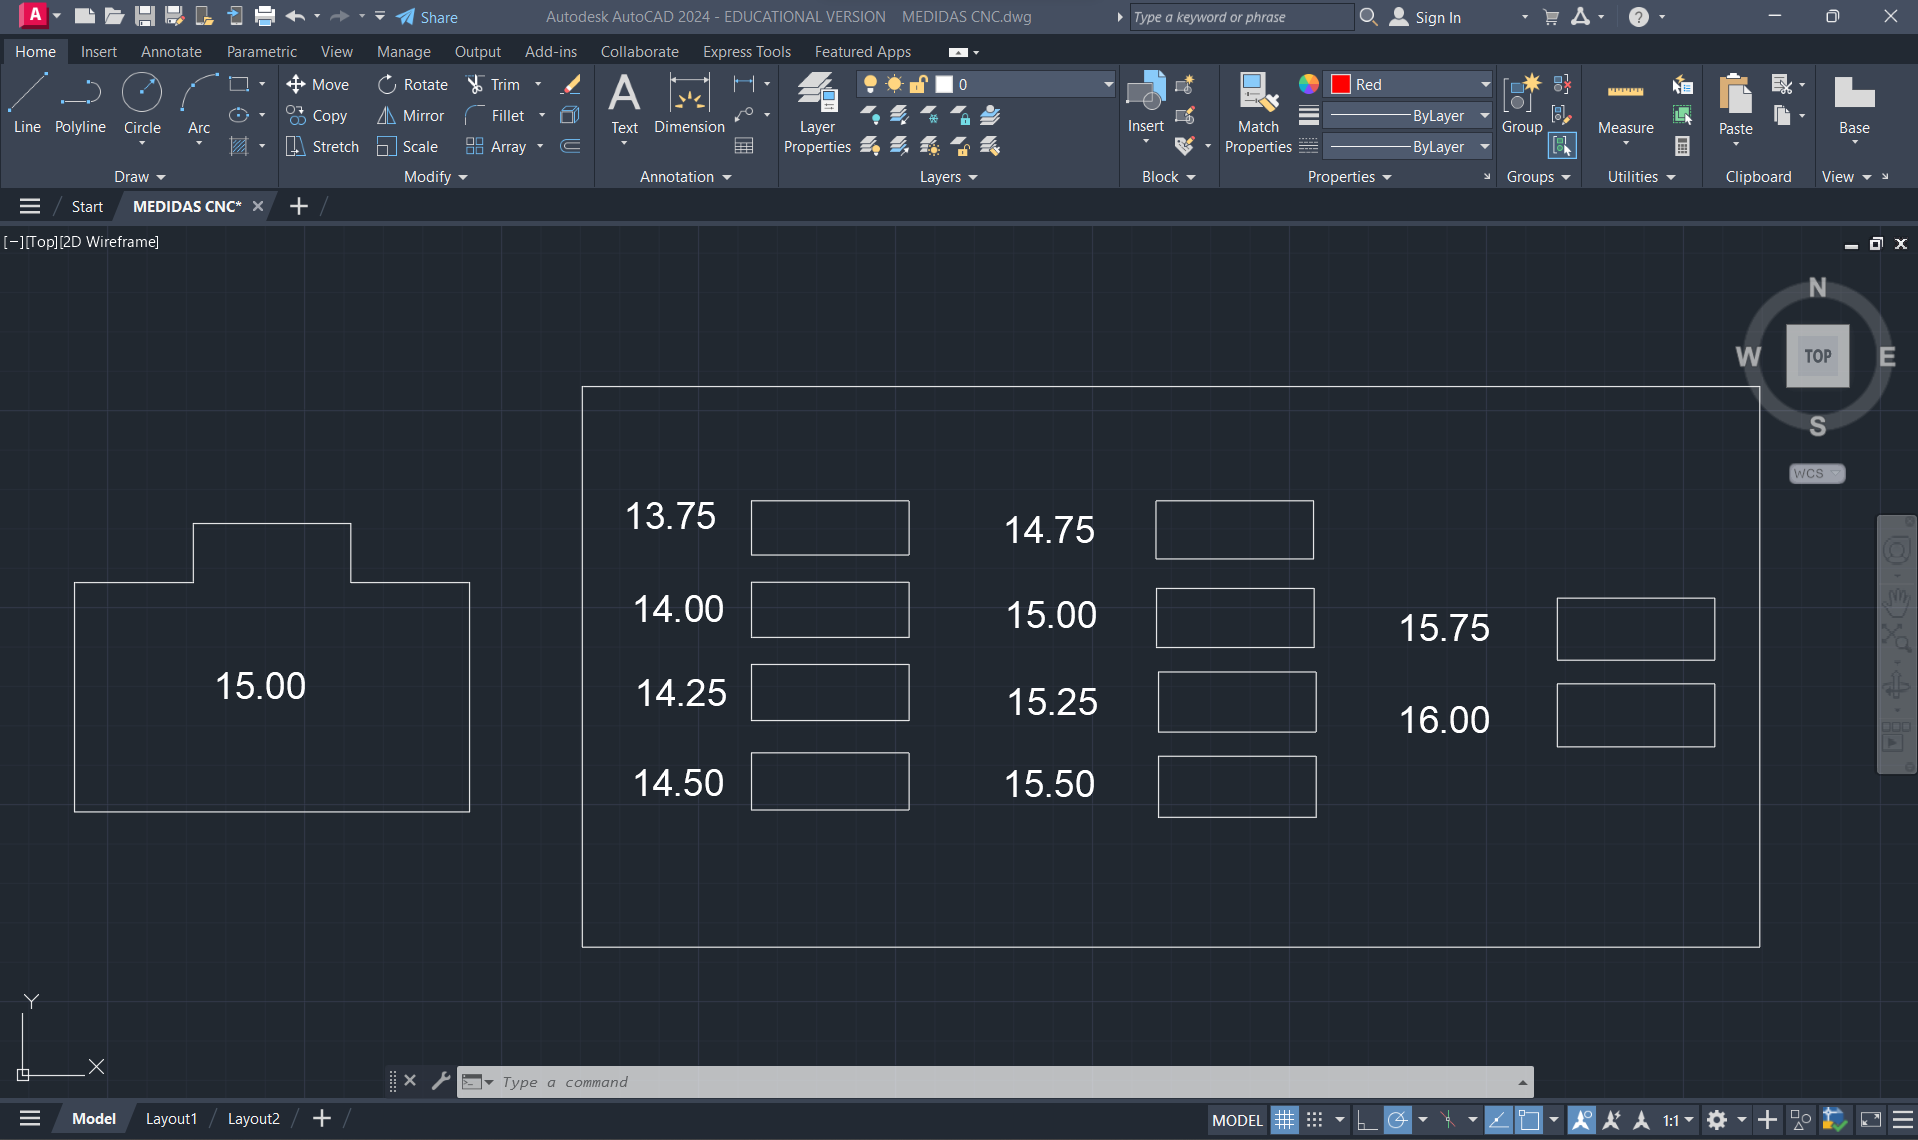 A Share Autodesk AutoCAD 2024 - EDUCATIONAL VERSION MEDIDAS CNC.dwg Type a keyword or phrase Sign In ?
Home Insert Annotate Parametric View Manage Output Add-ins Collaborate Express Tools Featured Apps
Line Polyline Circle Arc
Move Rotate Trim
Copy Mirror Fillet
Stretch Scale Array
A
Text Dimension
Layer
Properties
0
Insert
Match
Properties
Red
ByLayer
ByLayer
Group
Measure
Paste
Base
Draw Modify Annotation Layers Block Properties Groups Utilities Clipboard View
Start MEDIDAS CNC*
[−][Top][2D Wireframe]
N
W TOP E
S
WCS
13.75
14.75
14.00
15.00
15.75
15.00
14.25
15.25
16.00
14.50
15.50
Y
X
Type a command
Model Layout1 Layout2 MODEL 1:1